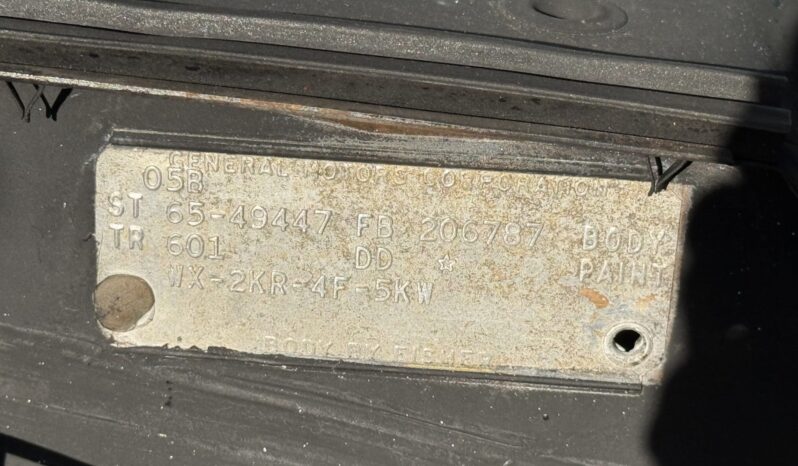 GENERAL MOTORS CORPORATION
05B
ST 65-49447 FB 206787 BODY
TR 601 DD ☆ PAINT
WX-2KR-4F-5KW
BODY BY FISHER